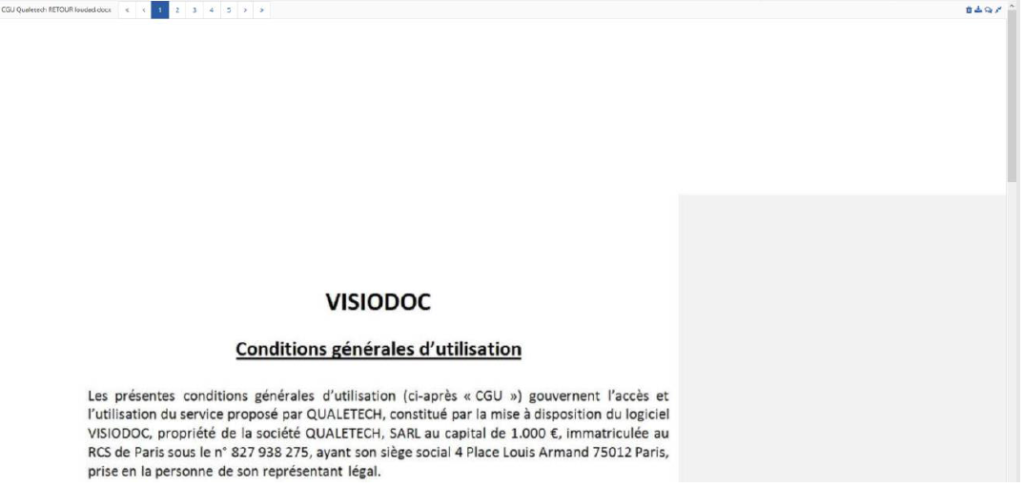 CGU Qualetech RETOUR loudad.docx « ‹ 1 2 3 4 5 › »
VISIODOC
Conditions générales d’utilisation
Les présentes conditions générales d’utilisation (ci-après « CGU ») gouvernent l’accès et
l’utilisation du service proposé par QUALETECH, constitué par la mise à disposition du logiciel
VISIODOC, propriété de la société QUALETECH, SARL au capital de 1.000 €, immatriculée au
RCS de Paris sous le n° 827 938 275, ayant son siège social 4 Place Louis Armand 75012 Paris,
prise en la personne de son représentant légal.